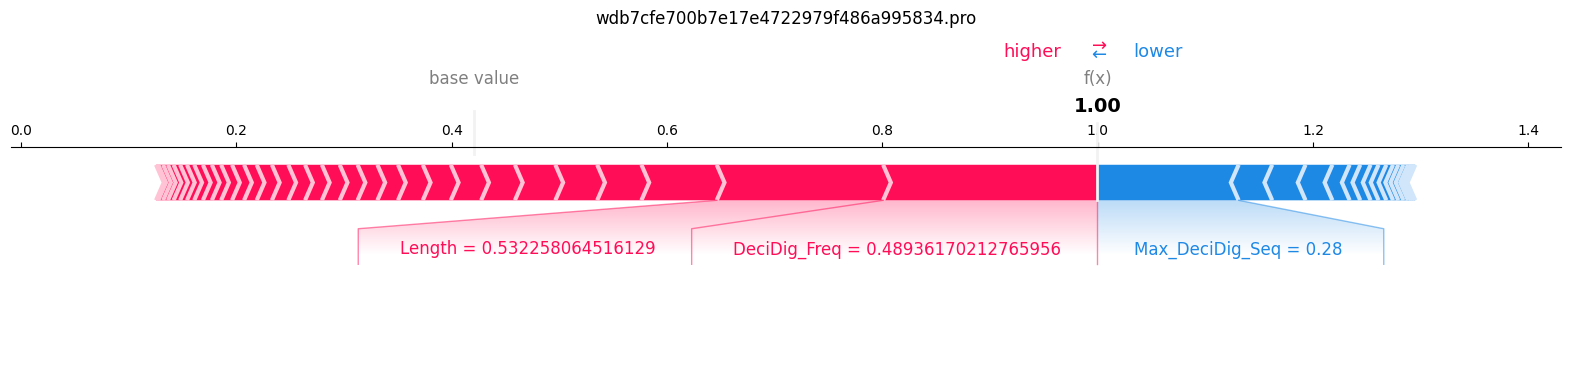 wdb7cfe700b7e17e4722979f486a995834.pro
higher → ← lower
base value f(x)
1.00
0.0 0.2 0.4 0.6 0.8 1.0 1.2 1.4
Length = 0.532258064516129 DeciDig_Freq = 0.48936170212765956 Max_DeciDig_Seq = 0.28